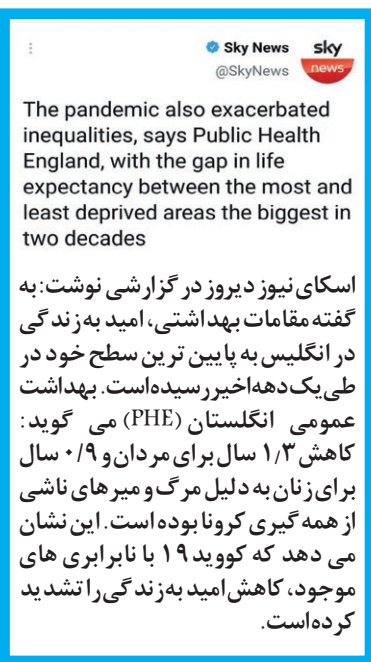 Sky News
@SkyNews
sky
news
The pandemic also exacerbated
inequalities, says Public Health
England, with the gap in life
expectancy between the most and
least deprived areas the biggest in
two decades
اسکای نیوز دیروز در گزارشی نوشت: به
گفته مقامات بهداشتی، امید به زندگی
در انگلیس به پایین ترین سطح خود در
طی یک دهه اخیر رسیده است. بهداشت
عمومی انگلستان (PHE) می گوید:
کاهش ۱٫۳ سال برای مردان و ۰/۹ سال
برای زنان به دلیل مرگ و میر های ناشی
از همه گیری کرونا بوده است. این نشان
می دهد که کووید ۱۹ با نابرابری های
موجود، کاهش امید به زندگی را تشدید
کرده است.